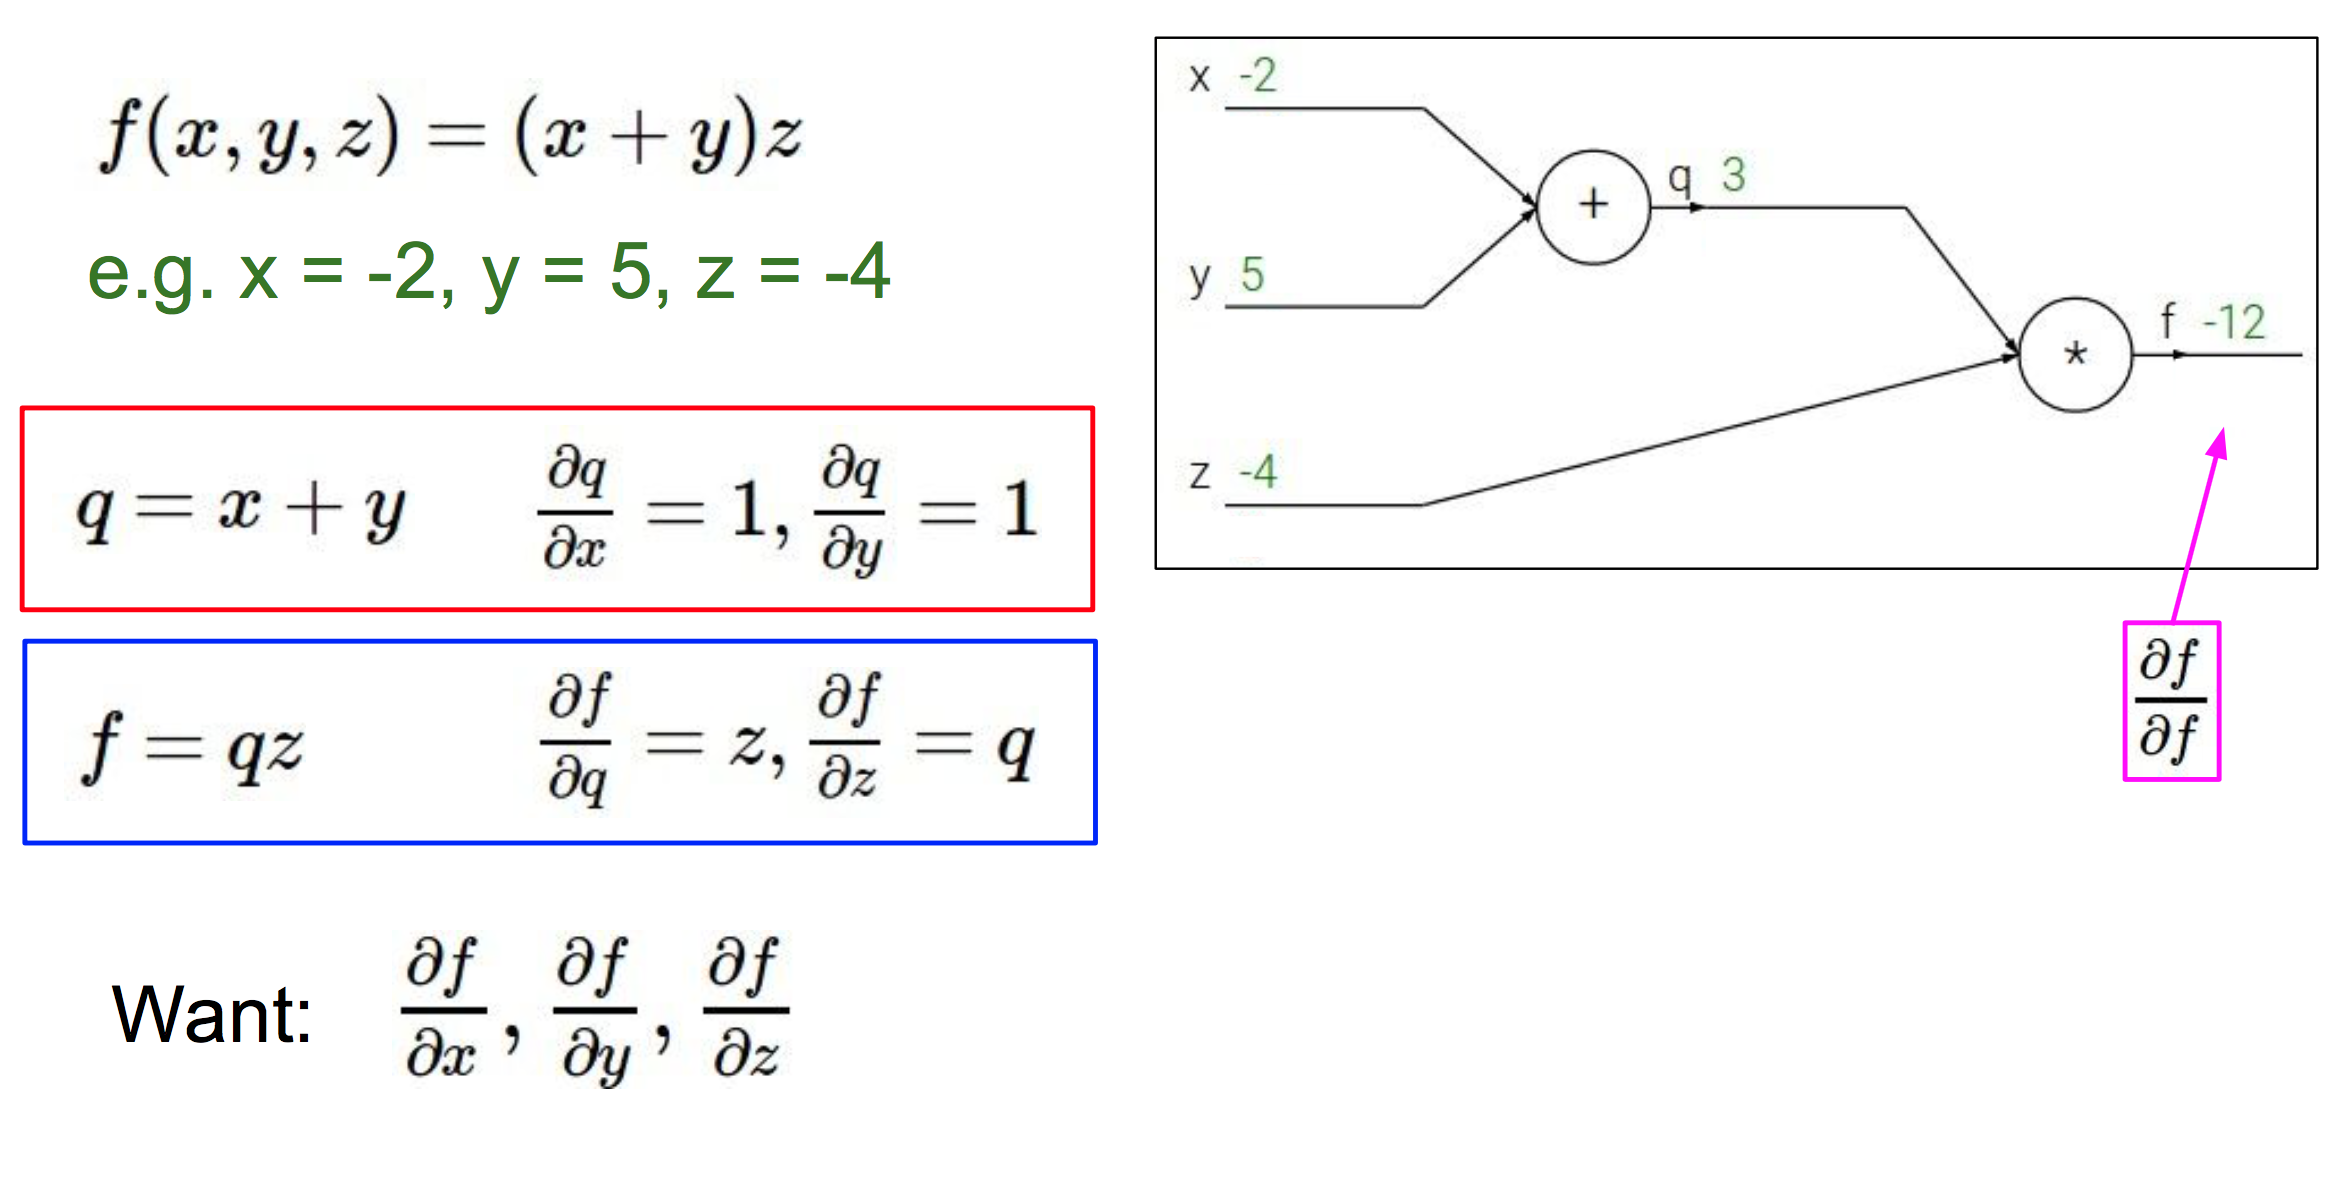 f(x, y, z) = (x + y)z
e.g. x = -2, y = 5, z = -4
q = x + y ∂q/∂x = 1, ∂q/∂y = 1
f = qz ∂f/∂q = z, ∂f/∂z = q
Want: ∂f/∂x, ∂f/∂y, ∂f/∂z
x -2
+
q 3
y 5
*
f -12
z -4
∂f/∂f